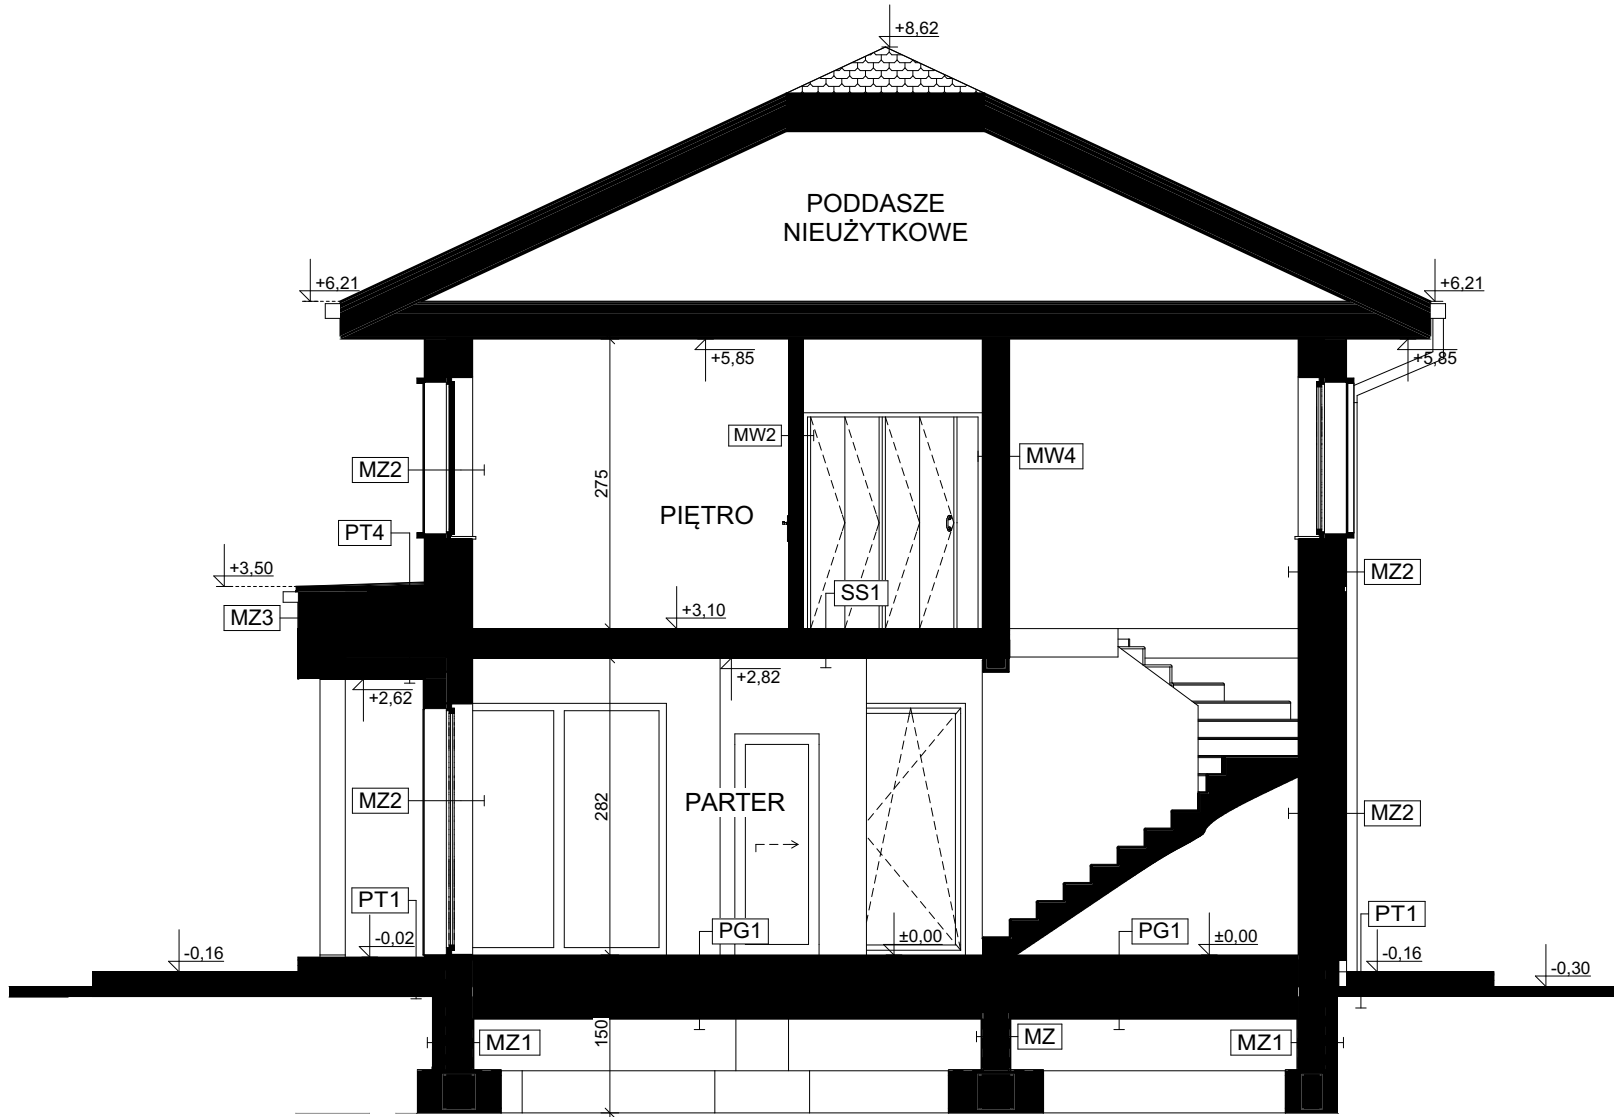 +8,62
PODDASZE
NIEUŻYTKOWE
+6,21
+6,21
+5,85
+5,85
MW2
MW4
MZ2
275
PIĘTRO
PT4
+3,50
MZ2
SS1
MZ3
+3,10
+2,82
+2,62
MZ2
282
PARTER
MZ2
PT1
PT1
PG1
PG1
-0,02
±0,00
±0,00
-0,16
-0,16
-0,30
150
MZ1
MZ
MZ1